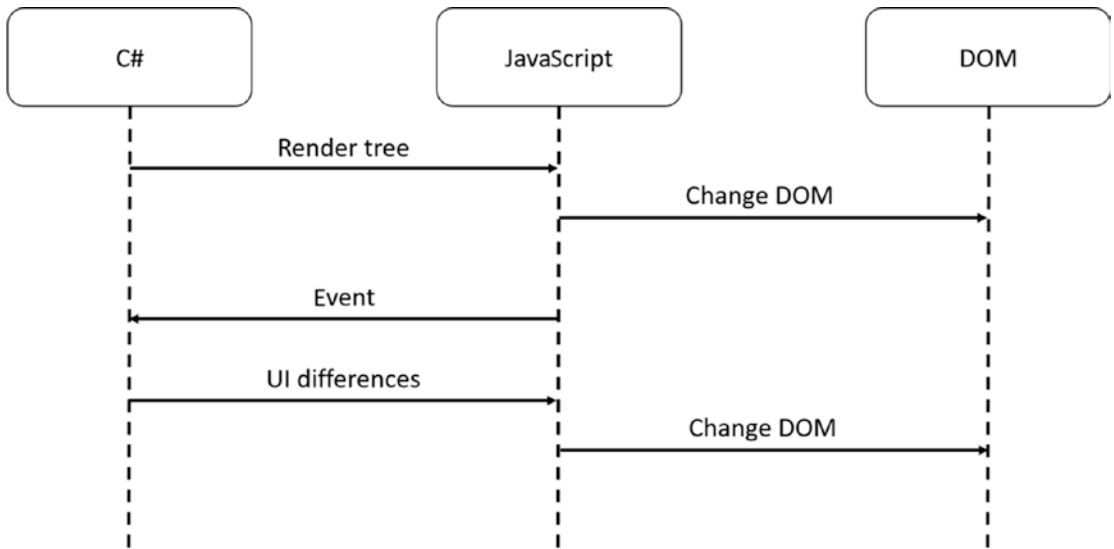 C#
JavaScript
DOM
Render tree
Change DOM
Event
UI differences
Change DOM